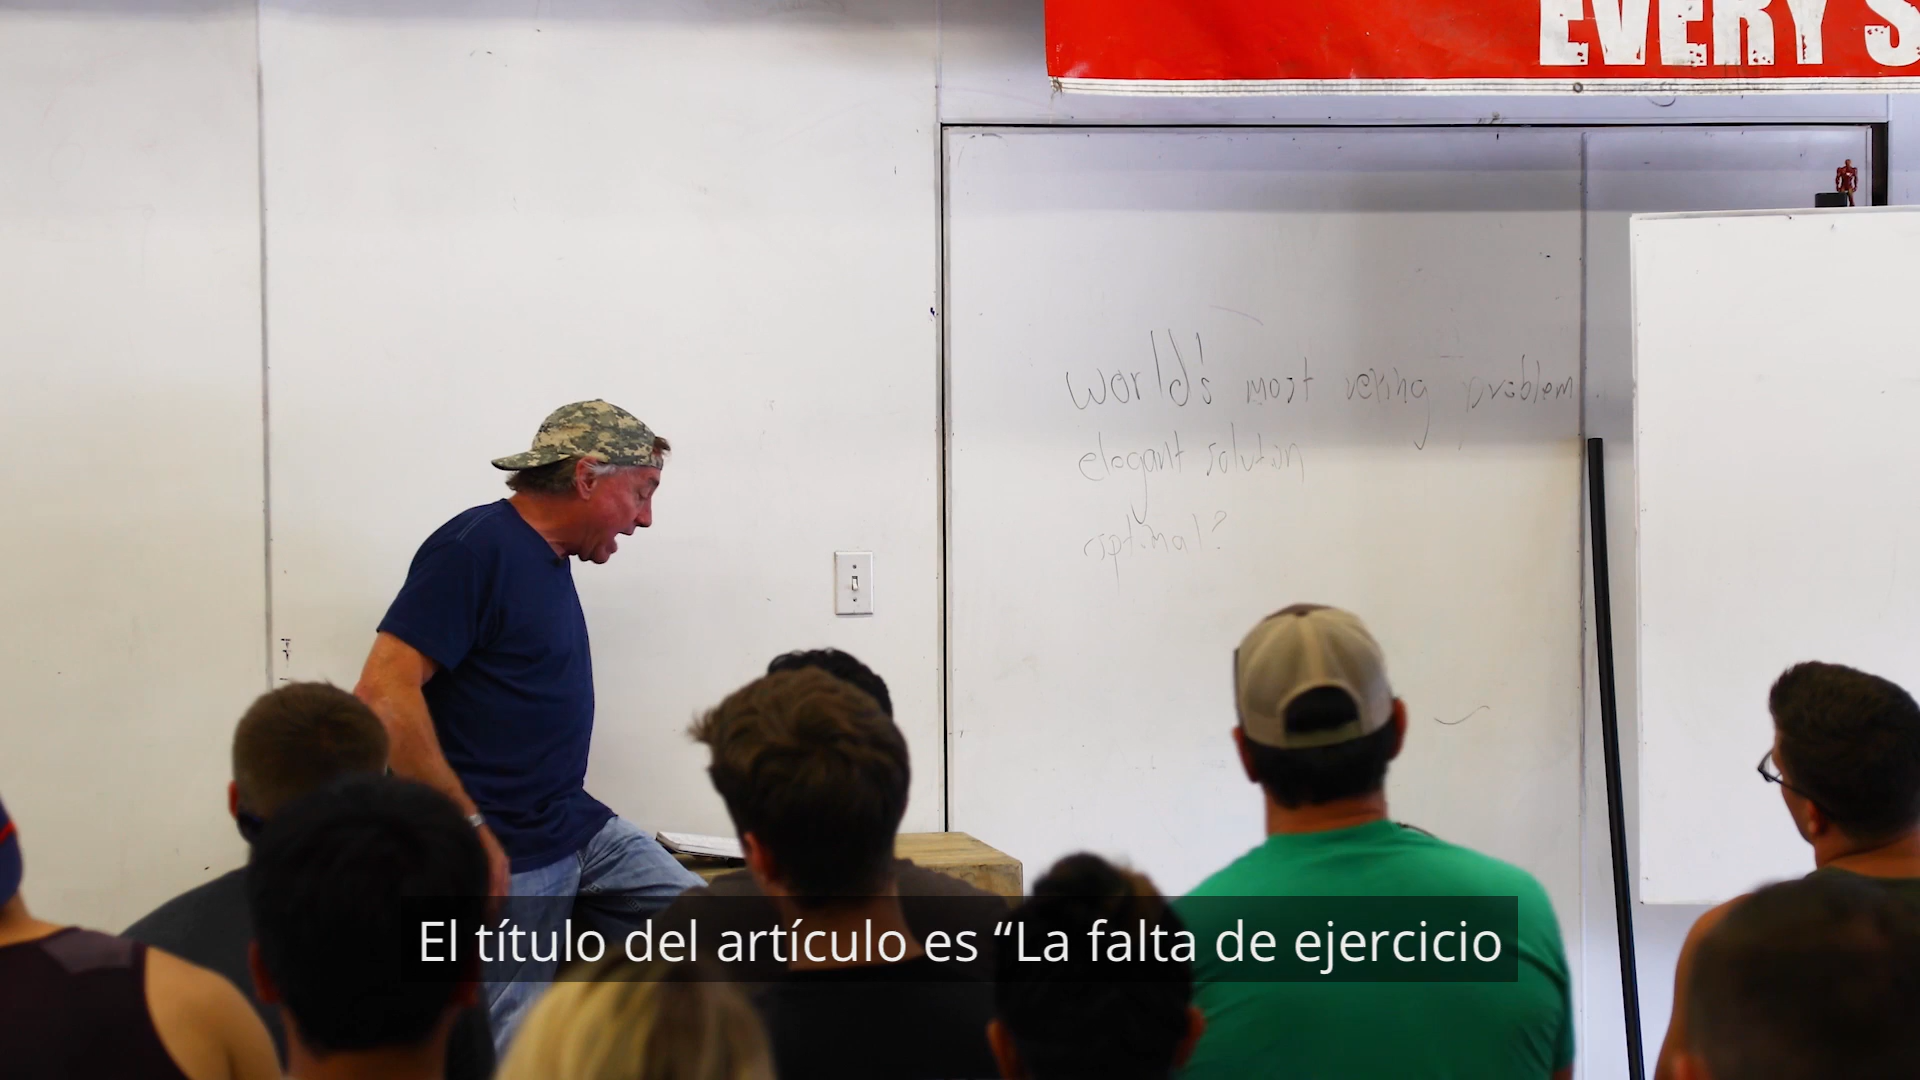 EVERY S
world's most vexing problem
elegant solution
optimal?
El título del artículo es “La falta de ejercicio